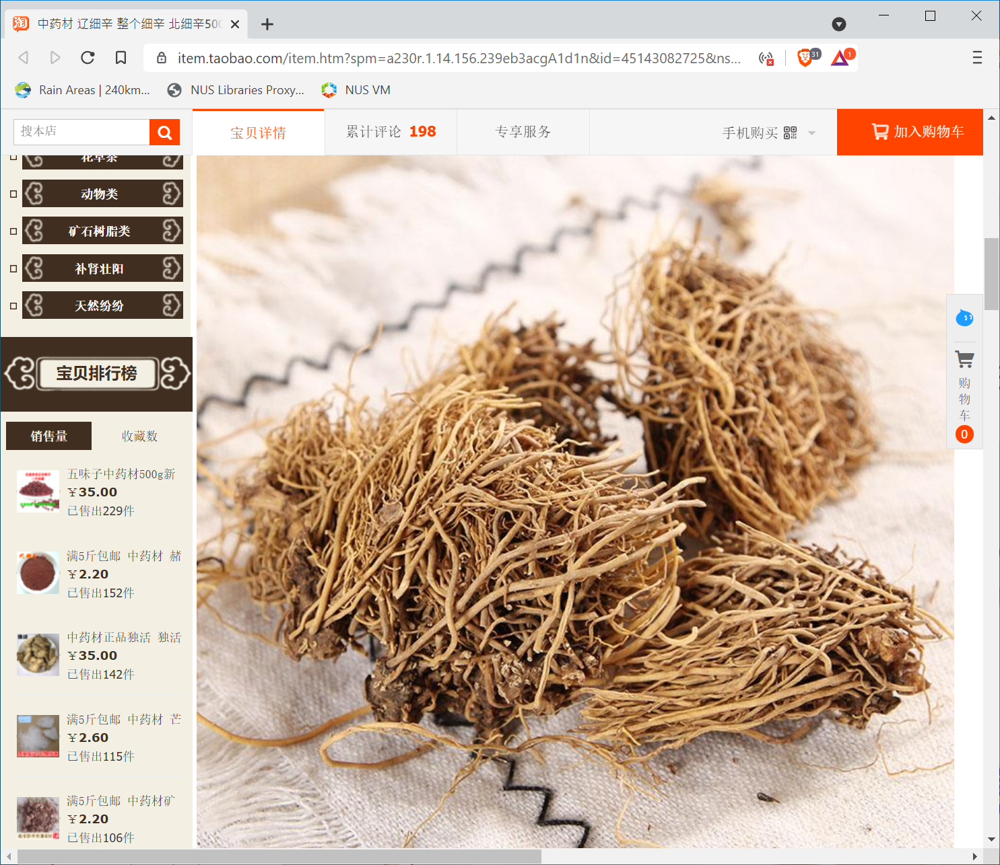 中药材 辽细辛 整个细辛 北细辛500
item.taobao.com/item.htm?spm=a230r.1.14.156.239eb3acgA1d1n&id=45143082725&ns...
31
1
Rain Areas | 240km...
NUS Libraries Proxy...
NUS VM
搜本店
宝贝详情
累计评论 198
专享服务
手机购买
加入购物车
花草茶
动物类
矿石树脂类
补肾壮阳
天然纷纷
宝贝排行榜
销售量
收藏数
五味子中药材500g新
￥35.00
已售出229件
满5斤包邮 中药材 赭
￥2.20
已售出152件
中药材正品独活 独活
￥35.00
已售出142件
满5斤包邮 中药材 芒
￥2.60
已售出115件
满5斤包邮 中药材矿
￥2.20
已售出106件
购
物
车
0